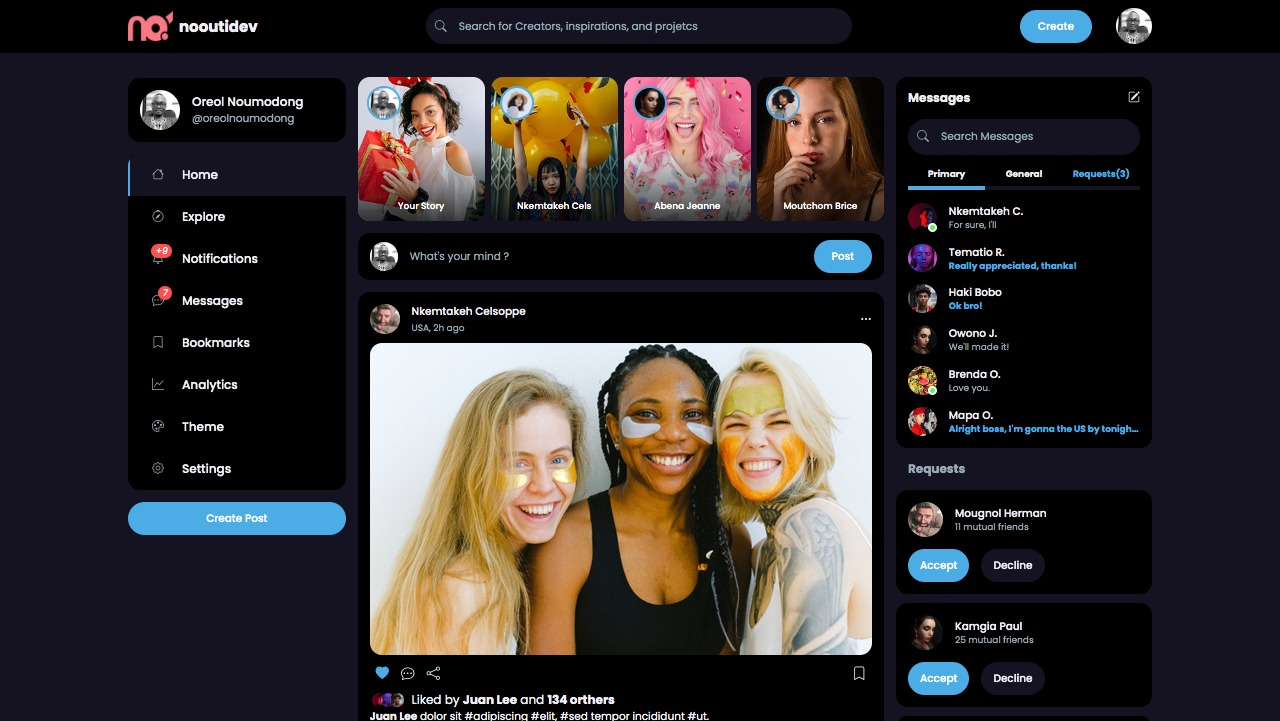 no!
nooutidev
Search for Creators, inspirations, and projetcs
Create
Oreol Noumodong
@oreolnoumodong
Home
Explore
+9
Notifications
7
Messages
Bookmarks
Analytics
Theme
Settings
Create Post
Your Story
Nkemtakeh Cels
Abena Jeanne
Moutchom Brice
What's your mind ?
Post
Nkemtakeh Celsoppe
USA, 2h ago
Liked by Juan Lee and 134 orthers
Juan Lee dolor sit #adipiscing #elit, #sed tempor incididunt #ut.
Messages
Search Messages
Primary
General
Requests(3)
Nkemtakeh C.
For sure, I'll
Tematio R.
Really appreciated, thanks!
Haki Bobo
Ok bro!
Owono J.
We'll made it!
Brenda O.
Love you.
Mapa O.
Alright boss, I'm gonna the US by tonigh...
Requests
Mougnol Herman
11 mutual friends
Accept
Decline
Kamgia Paul
25 mutual friends
Accept
Decline